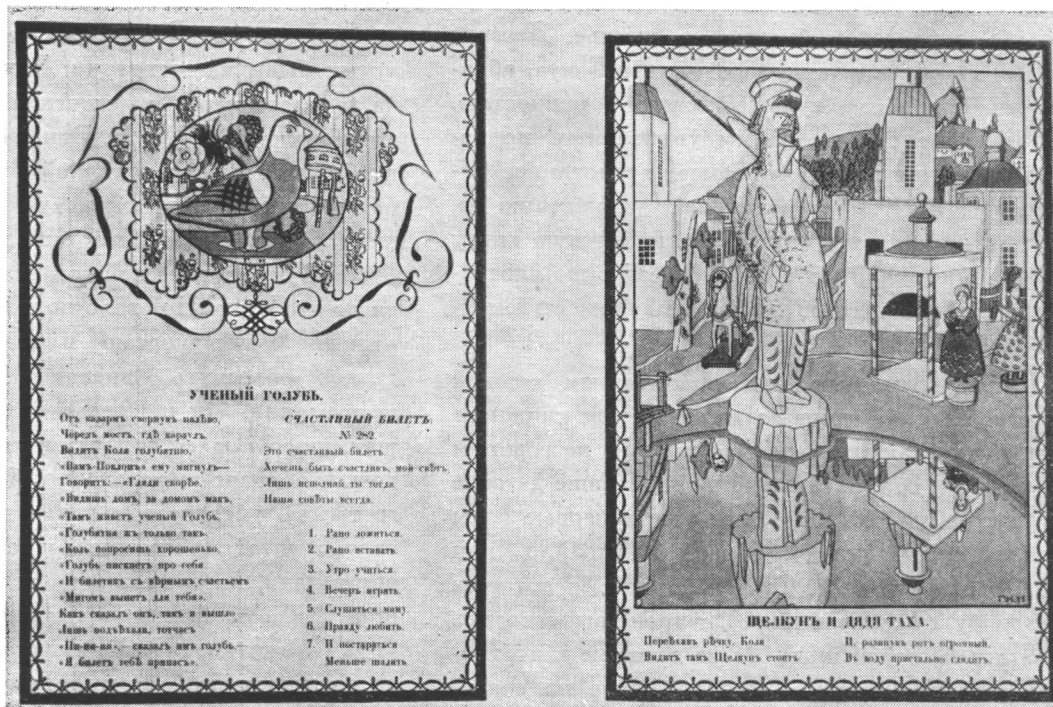 УЧЕНЫЙ ГОЛУБЬ.
Отъ казармъ свернувъ налѣво,
Черезъ мостъ, гдѣ караулъ,
Видитъ Коля голубятню,
«Вамъ-Поклонъ» ему мигнулъ—
Говоритъ:—«Гляди скорѣе,
«Видишь домъ, за домомъ макъ,
«Тамъ живетъ ученый Голубь,
«Голубятня жъ только такъ.
«Коль попросишь хорошенько,
«Голубь пискнетъ про себя
«И билетикъ съ вѣрнымъ счастьемъ
«Мигомъ вынетъ для тебя».
Какъ сказалъ онъ, такъ и вышло
Лишь подъѣхали, тотчасъ
«Пи-пи-пи»,— сказалъ имъ голубь,—
«Я билетъ тебѣ припасъ».
СЧАСТЛИВЫЙ БИЛЕТЪ
№ 282
Это счастливый билетъ.
Хочешь быть счастливъ, мой свѣтъ,
Лишь исполняй ты тогда
Наши совѣты всегда.
1. Рано ложиться.
2. Рано вставать.
3. Утро учиться.
4. Вечеръ играть.
5. Слушаться маму
6. Правду любить.
7. И постараться
Меньше шалить
ЩЕЛКУНЪ И ДЯДЯ ТАХА.
Переѣхавъ рѣчку, Коля
Видитъ тамъ Щелкунъ стоитъ
И, разинувъ ротъ огромный,
Въ воду пристально глядитъ.